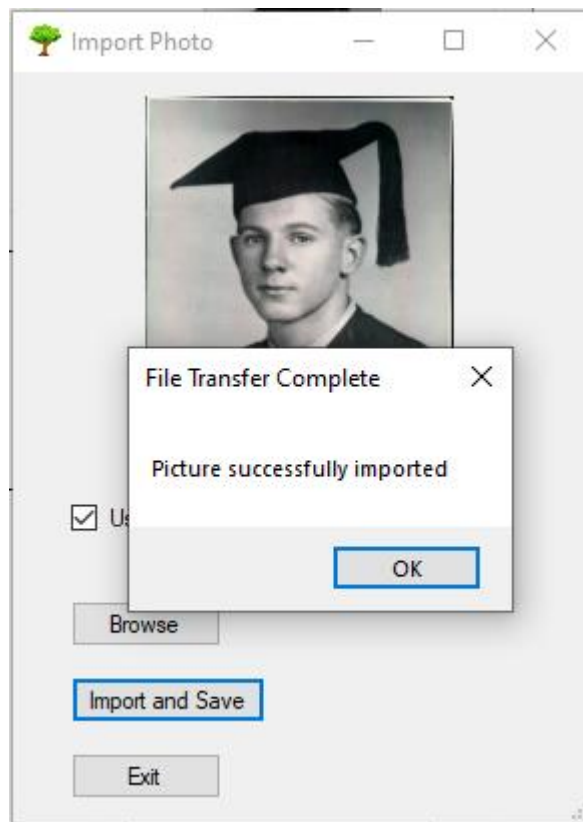 Import Photo
File Transfer Complete
Picture successfully imported
OK
Browse
Import and Save
Exit